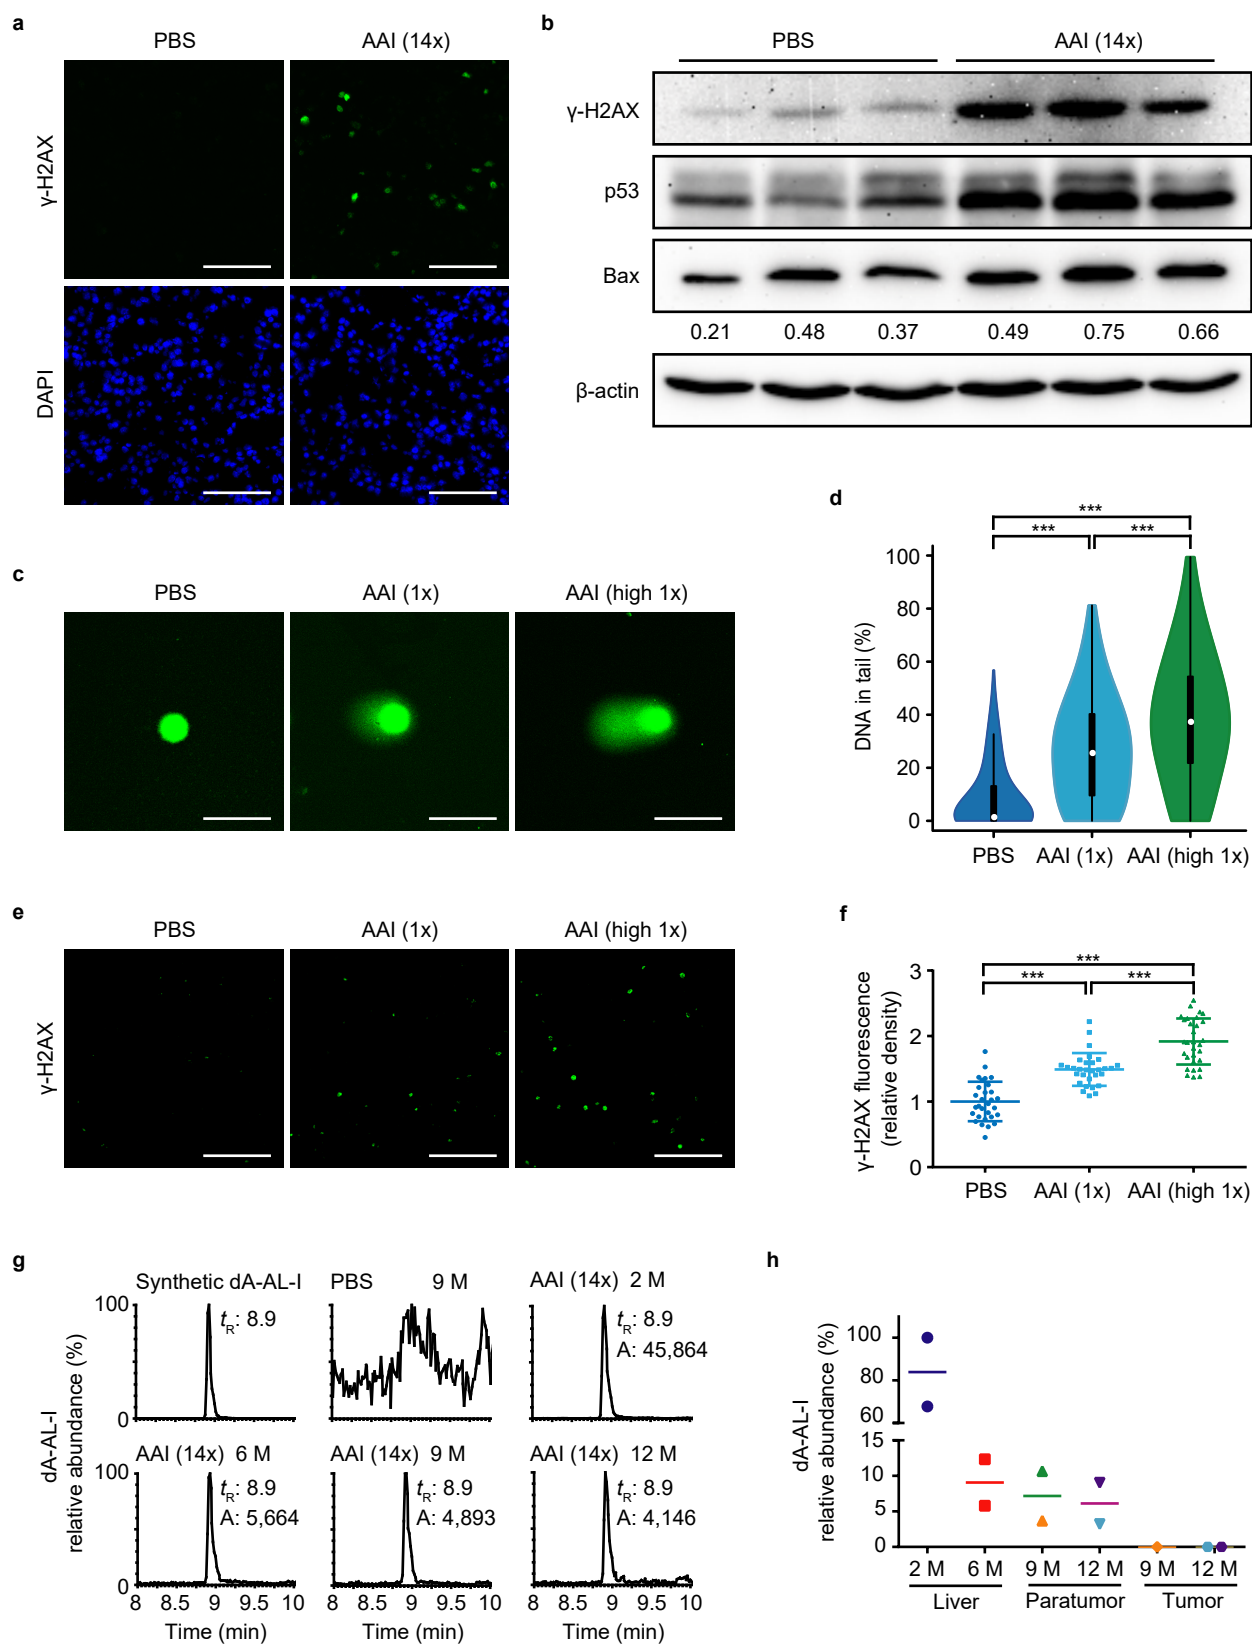 a
PBS
AAI (14x)
γ-H2AX
DAPI
b
PBS
AAI (14x)
γ-H2AX
p53
Bax
0.21 0.48 0.37 0.49 0.75 0.66
β-actin
c
PBS
AAI (1x)
AAI (high 1x)
d
***
*** ***
DNA in tail (%)
100
80
60
40
20
0
PBS AAI (1x) AAI (high 1x)
e
PBS
AAI (1x)
AAI (high 1x)
γ-H2AX
f
***
*** ***
γ-H2AX fluorescence
(relative density)
3
2
1
0
PBS AAI (1x) AAI (high 1x)
g
dA-AL-I
relative abundance (%)
Synthetic dA-AL-I
100
0
tR: 8.9
PBS 9 M
AAI (14x) 2 M
tR: 8.9
A: 45,864
AAI (14x) 6 M
100
0
tR: 8.9
A: 5,664
AAI (14x) 9 M
tR: 8.9
A: 4,893
AAI (14x) 12 M
tR: 8.9
A: 4,146
8 8.5 9 9.5 10
8 8.5 9 9.5 10
8 8.5 9 9.5 10
Time (min)
Time (min)
Time (min)
h
dA-AL-I
relative abundance (%)
100
80
60
15
10
5
0
2 M 6 M 9 M 12 M 9 M 12 M
Liver Paratumor Tumor